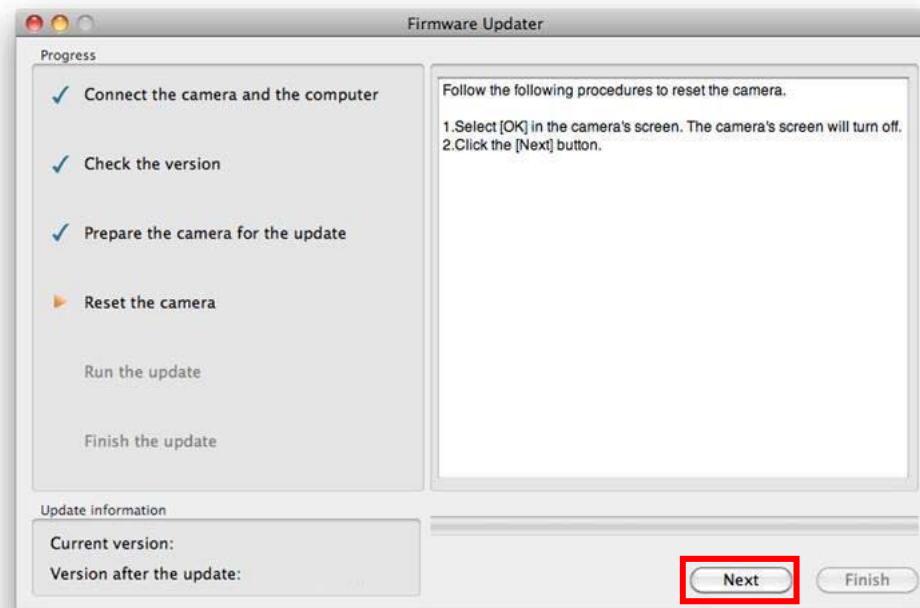 Firmware Updater
Progress
Connect the camera and the computer
Check the version
Prepare the camera for the update
Reset the camera
Run the update
Finish the update
Follow the following procedures to reset the camera.
1.Select [OK] in the camera's screen. The camera's screen will turn off.
2.Click the [Next] button.
Update information
Current version:
Version after the update:
Next
Finish